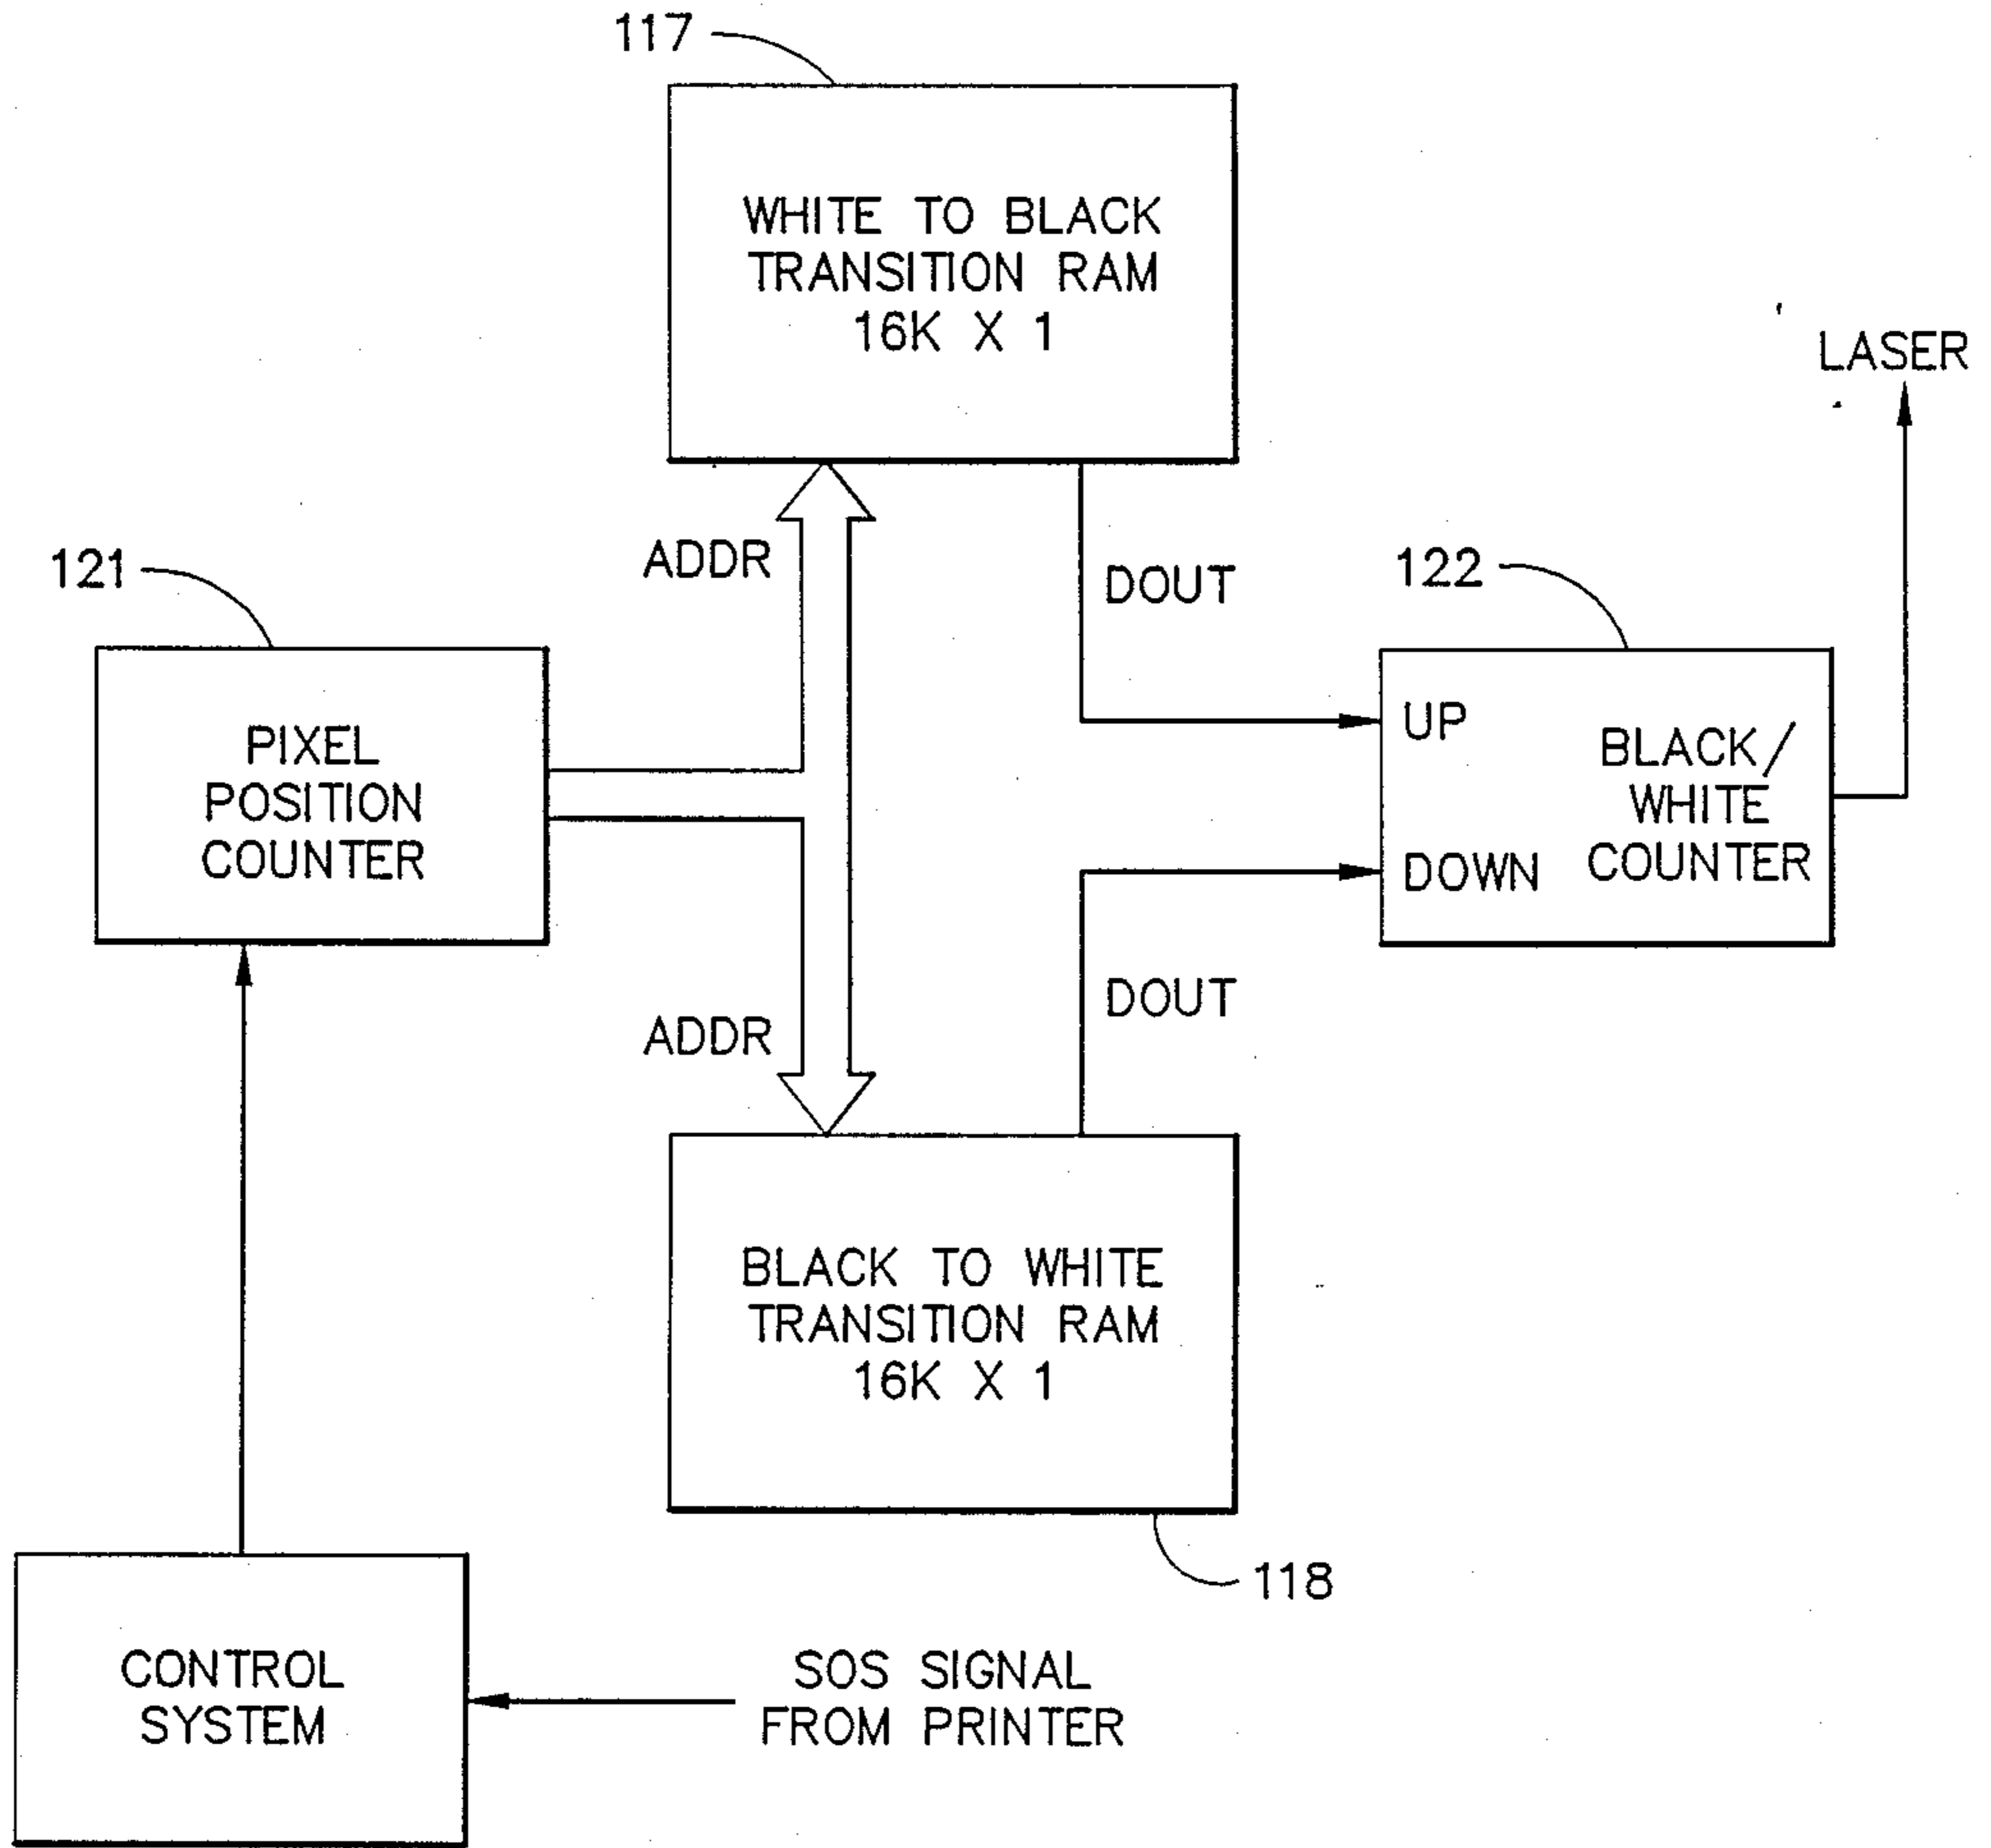 117
WHITE TO BLACK
TRANSITION RAM
16K X 1
LASER
ADDR
DOUT
121
122
PIXEL
POSITION
COUNTER
UP
DOWN
BLACK/
WHITE
COUNTER
ADDR
DOUT
BLACK TO WHITE
TRANSITION RAM
16K X 1
118
CONTROL
SYSTEM
SOS SIGNAL
FROM PRINTER